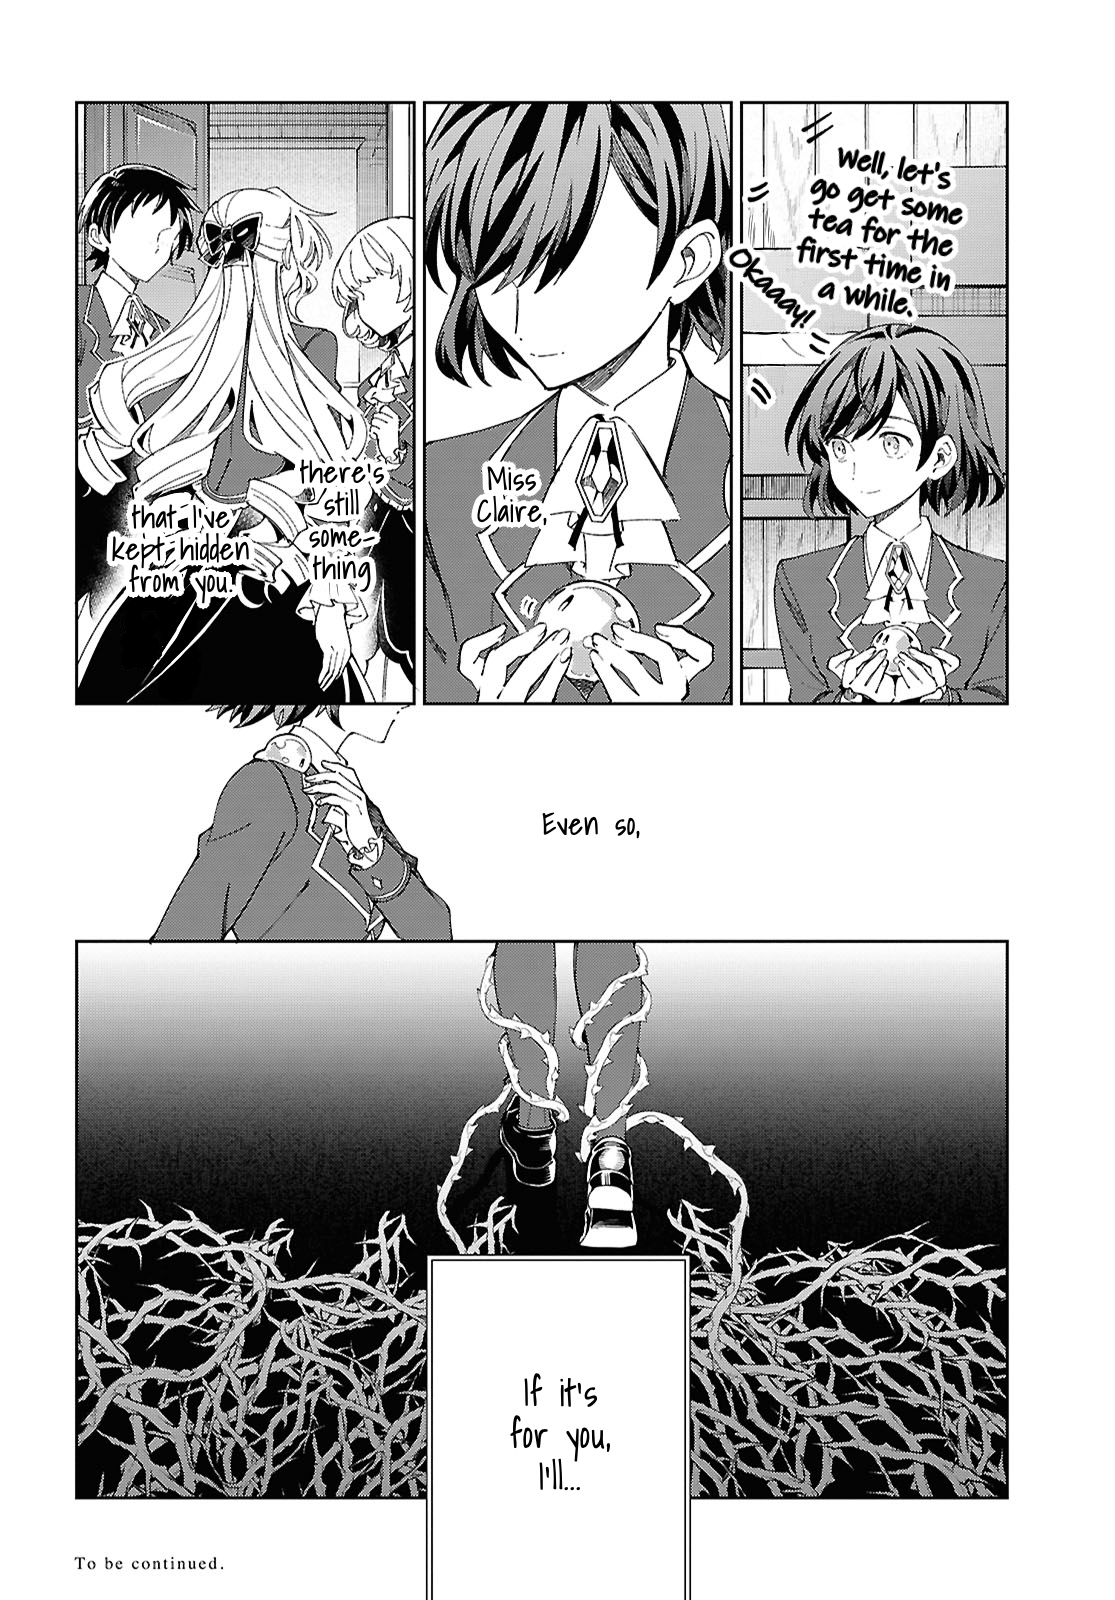 Well, let's
go get some
tea for the
first time in
a while.
Okaaay!
Miss
Claire,
there's
still
some-
thing
that I've
kept hidden
from you.
Even so,
If it's
for you,
I'll...
To be continued.